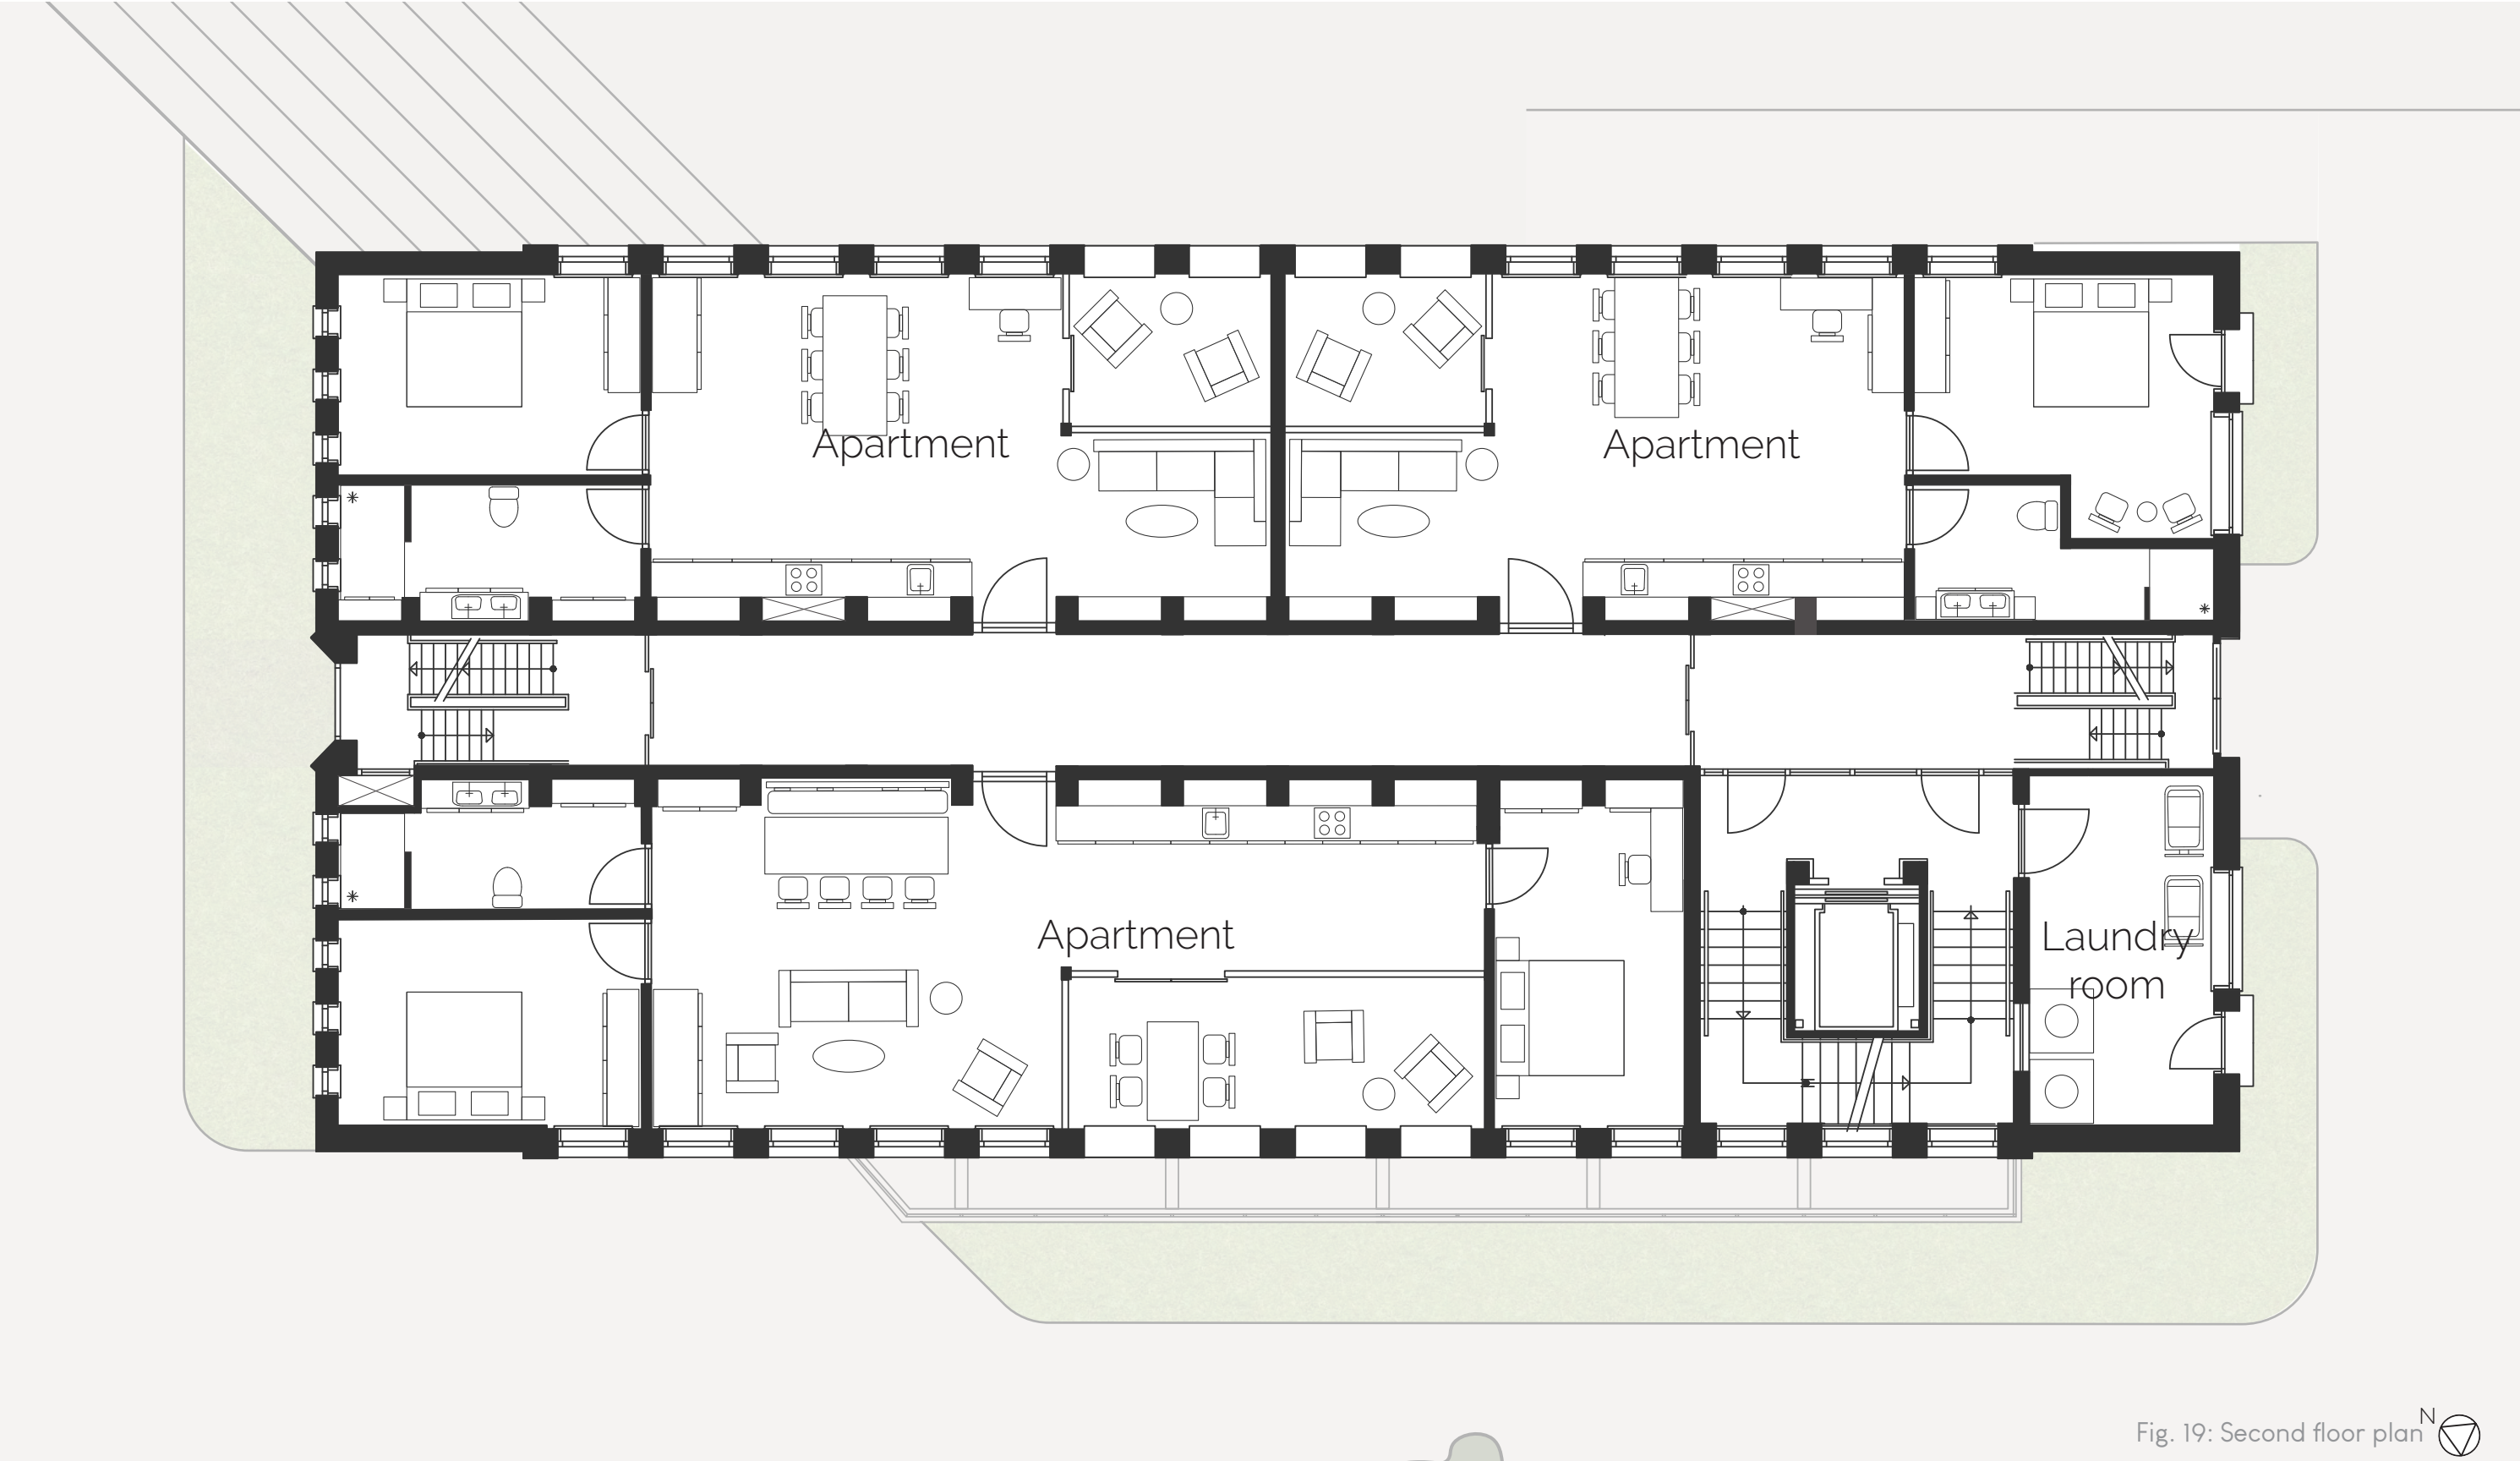 Apartment
Apartment
Apartment
Laundry
room
N
Fig. 19: Second floor plan